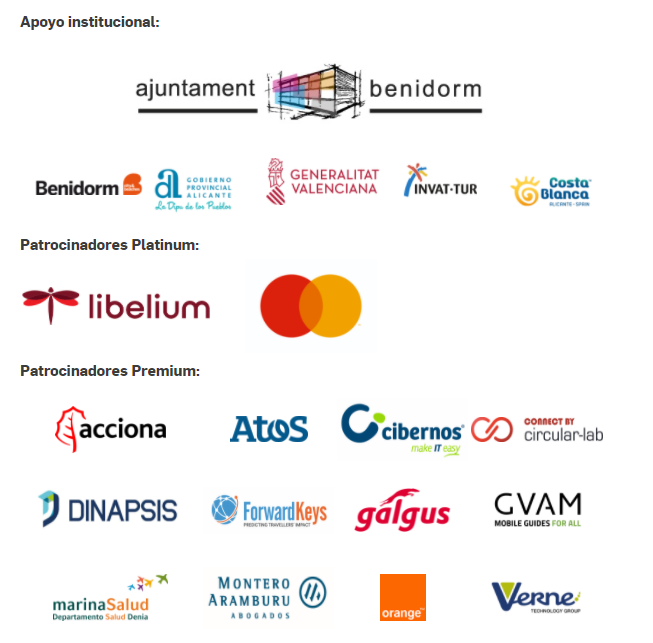 Apoyo institucional:
ajuntament benidorm
Benidorm
GOBIERNO
PROVINCIAL
ALICANTE
La Dipu de los Pueblos
GENERALITAT
VALENCIANA
INVAT·TUR
Costa
Blanca
ALICANTE - SPAIN
Patrocinadores Platinum:
libelium
Patrocinadores Premium:
acciona
Atos
cibernos
make IT easy
CONNECT BY
circular-lab
DINAPSIS
ForwardKeys
PREDICTING TRAVELLERS' IMPACT
galgus
GVAM
MOBILE GUIDES FOR ALL
marinaSalud
Departamento Salud Denia
MONTERO
ARAMBURU
ABOGADOS
orange™
Verne
TECHNOLOGY GROUP